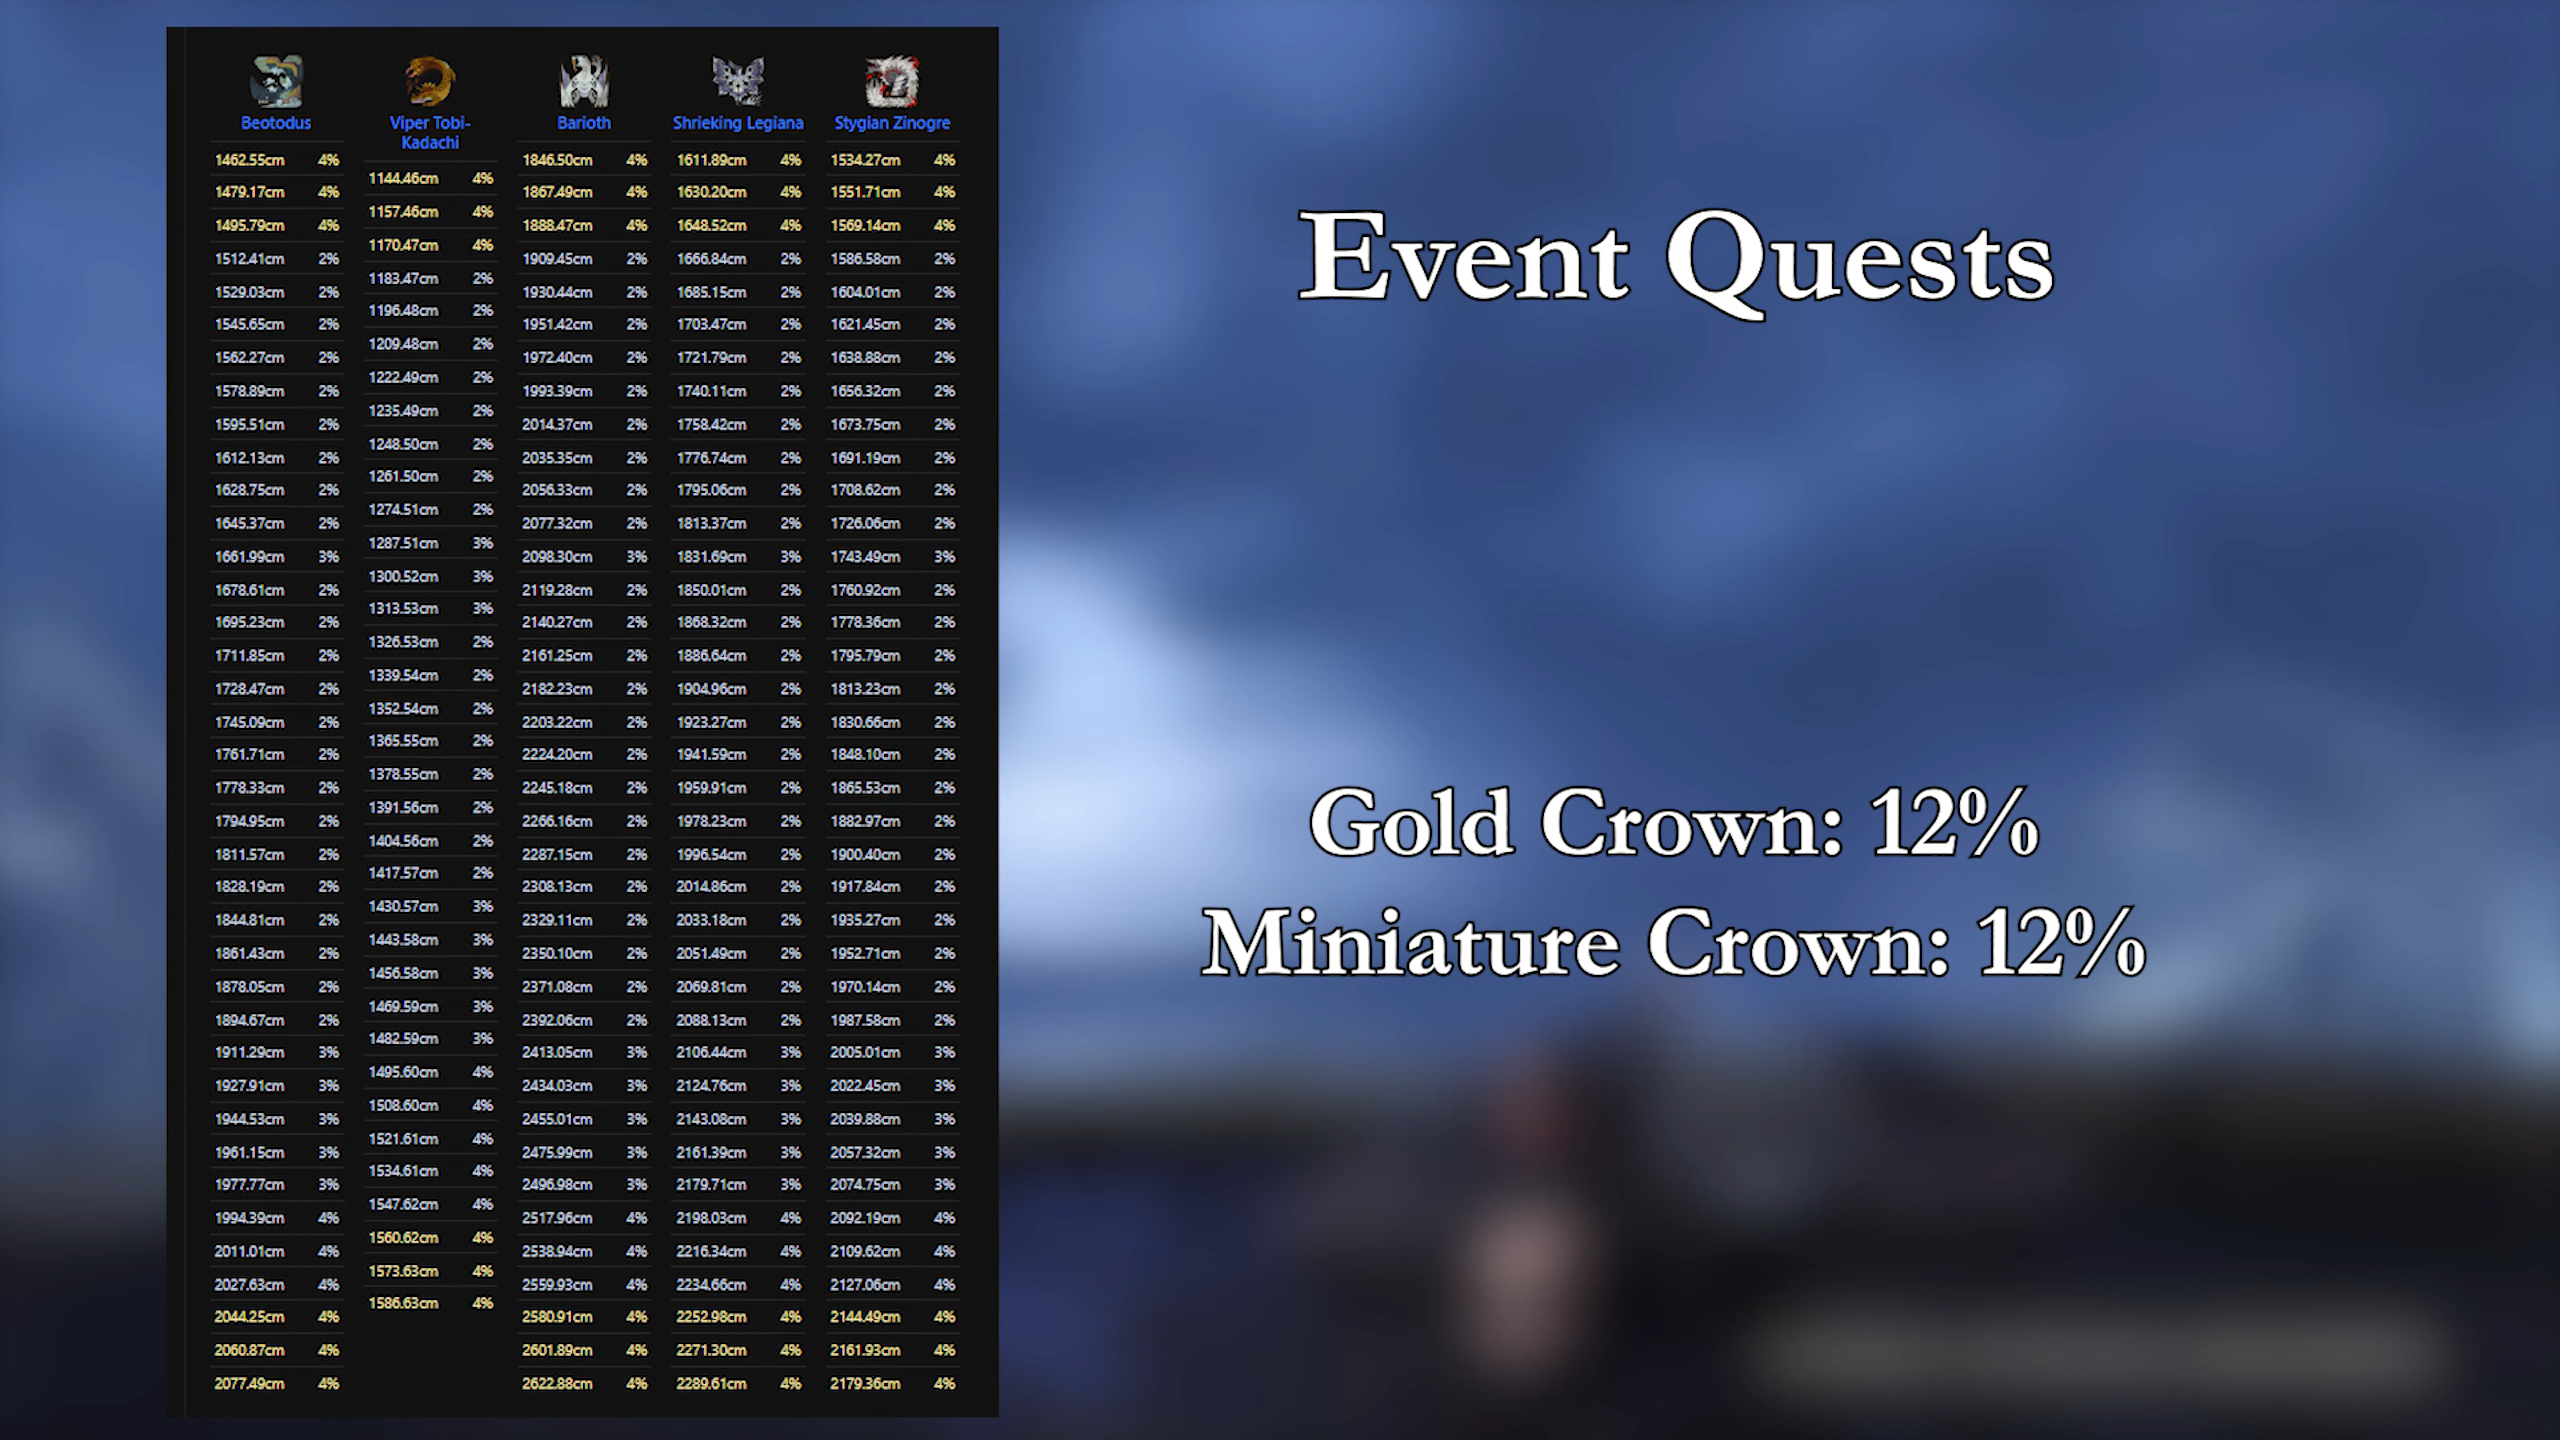 Beotodus Viper Tobi- Barioth Shrieking Legiana Stygian Zinogre
Kadachi
1462.55cm 4% 1144.46cm 4% 1846.50cm 4% 1611.89cm 4% 1534.27cm 4%
1479.17cm 4% 1157.46cm 4% 1867.49cm 4% 1630.20cm 4% 1551.71cm 4%
1495.79cm 4% 1170.47cm 4% 1888.47cm 4% 1648.52cm 4% 1569.14cm 4%
1512.41cm 2% 1183.47cm 2% 1909.45cm 2% 1666.84cm 2% 1586.58cm 2%
1529.03cm 2% 1196.48cm 2% 1930.44cm 2% 1685.15cm 2% 1604.01cm 2%
1545.65cm 2% 1209.48cm 2% 1951.42cm 2% 1703.47cm 2% 1621.45cm 2%
1562.27cm 2% 1222.49cm 2% 1972.40cm 2% 1721.79cm 2% 1638.88cm 2%
1578.89cm 2% 1235.49cm 2% 1993.39cm 2% 1740.11cm 2% 1656.32cm 2%
1595.51cm 2% 1248.50cm 2% 2014.37cm 2% 1758.42cm 2% 1673.75cm 2%
1612.13cm 2% 1261.50cm 2% 2035.35cm 2% 1776.74cm 2% 1691.19cm 2%
1628.75cm 2% 1274.51cm 2% 2056.33cm 2% 1795.06cm 2% 1708.62cm 2%
1645.37cm 2% 1287.51cm 3% 2077.32cm 2% 1813.37cm 2% 1726.06cm 2%
1661.99cm 3% 1300.52cm 3% 2098.30cm 3% 1831.69cm 3% 1743.49cm 3%
1678.61cm 2% 1313.53cm 3% 2119.28cm 2% 1850.01cm 2% 1760.92cm 2%
1695.23cm 2% 1326.53cm 2% 2140.27cm 2% 1868.32cm 2% 1778.36cm 2%
1711.85cm 2% 1339.54cm 2% 2161.25cm 2% 1886.64cm 2% 1795.79cm 2%
1728.47cm 2% 1352.54cm 2% 2182.23cm 2% 1904.96cm 2% 1813.23cm 2%
1745.09cm 2% 1365.55cm 2% 2203.22cm 2% 1923.27cm 2% 1830.66cm 2%
1761.71cm 2% 1378.55cm 2% 2224.20cm 2% 1941.59cm 2% 1848.10cm 2%
1778.33cm 2% 1391.56cm 2% 2245.18cm 2% 1959.91cm 2% 1865.53cm 2%
1794.95cm 2% 1404.56cm 2% 2266.16cm 2% 1978.23cm 2% 1882.97cm 2%
1811.57cm 2% 1417.57cm 2% 2287.15cm 2% 1996.54cm 2% 1900.40cm 2%
1828.19cm 2% 1430.57cm 3% 2308.13cm 2% 2014.86cm 2% 1917.84cm 2%
1844.81cm 2% 1443.58cm 3% 2329.11cm 2% 2033.18cm 2% 1935.27cm 2%
1861.43cm 2% 1456.58cm 3% 2350.10cm 2% 2051.49cm 2% 1952.71cm 2%
1878.05cm 2% 1469.59cm 3% 2371.08cm 2% 2069.81cm 2% 1970.14cm 2%
1894.67cm 2% 1482.59cm 3% 2392.06cm 2% 2088.13cm 2% 1987.58cm 2%
1911.29cm 3% 1495.60cm 4% 2413.05cm 3% 2106.44cm 3% 2005.01cm 3%
1927.91cm 3% 1508.60cm 4% 2434.03cm 3% 2124.76cm 3% 2022.45cm 3%
1944.53cm 3% 1521.61cm 4% 2455.01cm 3% 2143.08cm 3% 2039.88cm 3%
1961.15cm 3% 1534.61cm 4% 2475.99cm 3% 2161.39cm 3% 2057.32cm 3%
1977.77cm 3% 1547.62cm 4% 2496.98cm 3% 2179.71cm 3% 2074.75cm 3%
1994.39cm 4% 1560.62cm 4% 2517.96cm 4% 2198.03cm 4% 2092.19cm 4%
2011.01cm 4% 1573.63cm 4% 2538.94cm 4% 2216.34cm 4% 2109.62cm 4%
2027.63cm 4% 1586.63cm 4% 2559.93cm 4% 2234.66cm 4% 2127.06cm 4%
2044.25cm 4% 2580.91cm 4% 2252.98cm 4% 2144.49cm 4%
2060.87cm 4% 2601.89cm 4% 2271.30cm 4% 2161.93cm 4%
2077.49cm 4% 2622.88cm 4% 2289.61cm 4% 2179.36cm 4%
Event Quests
Gold Crown: 12%
Miniature Crown: 12%